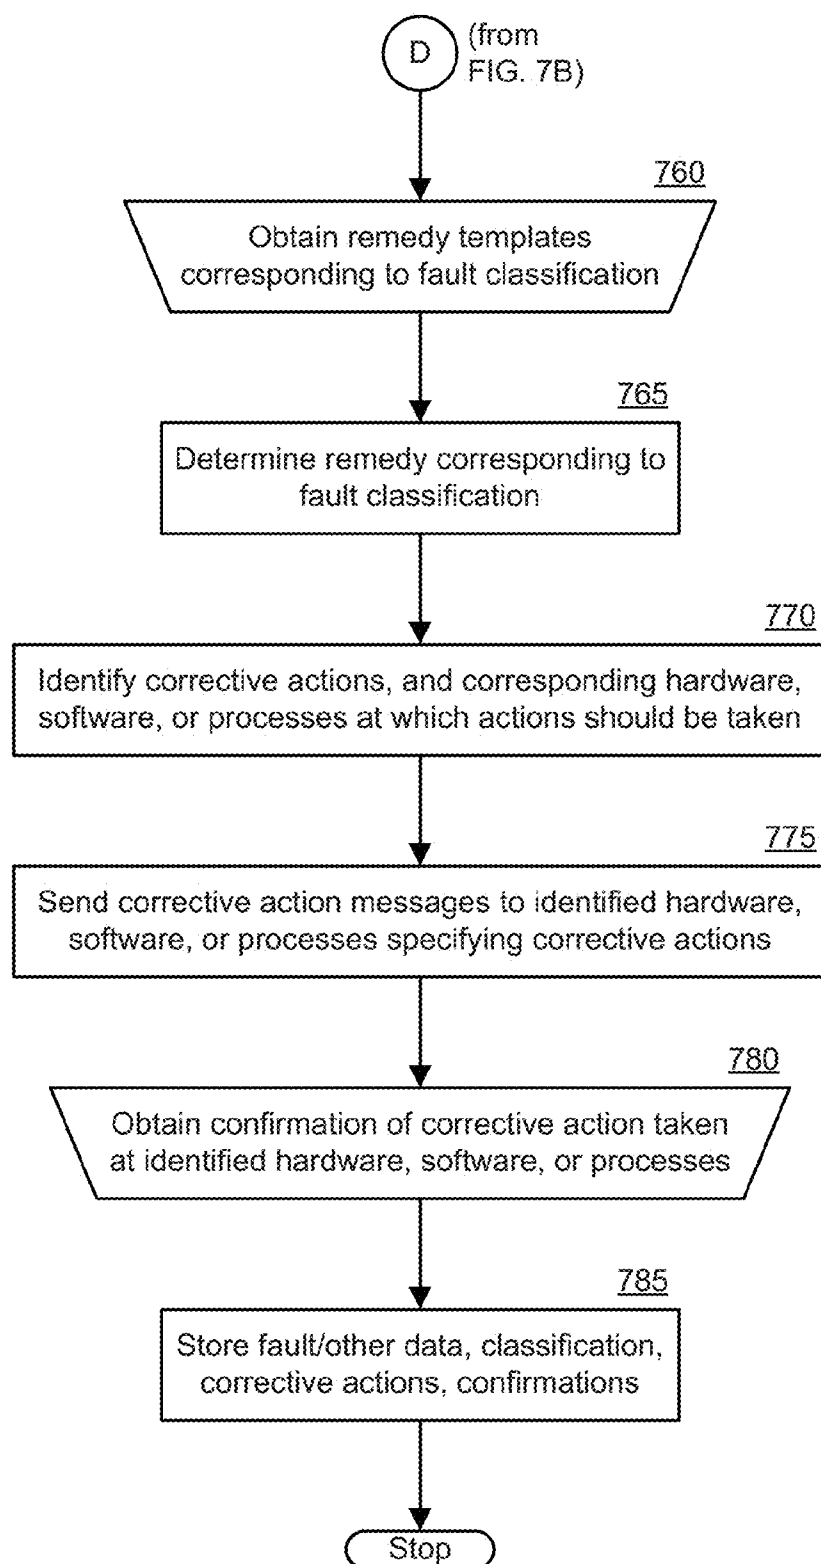 D
(from
FIG. 7B)
760
Obtain remedy templates
corresponding to fault classification
765
Determine remedy corresponding to
fault classification
770
Identify corrective actions, and corresponding hardware,
software, or processes at which actions should be taken
775
Send corrective action messages to identified hardware,
software, or processes specifying corrective actions
780
Obtain confirmation of corrective action taken
at identified hardware, software, or processes
785
Store fault/other data, classification,
corrective actions, confirmations
Stop